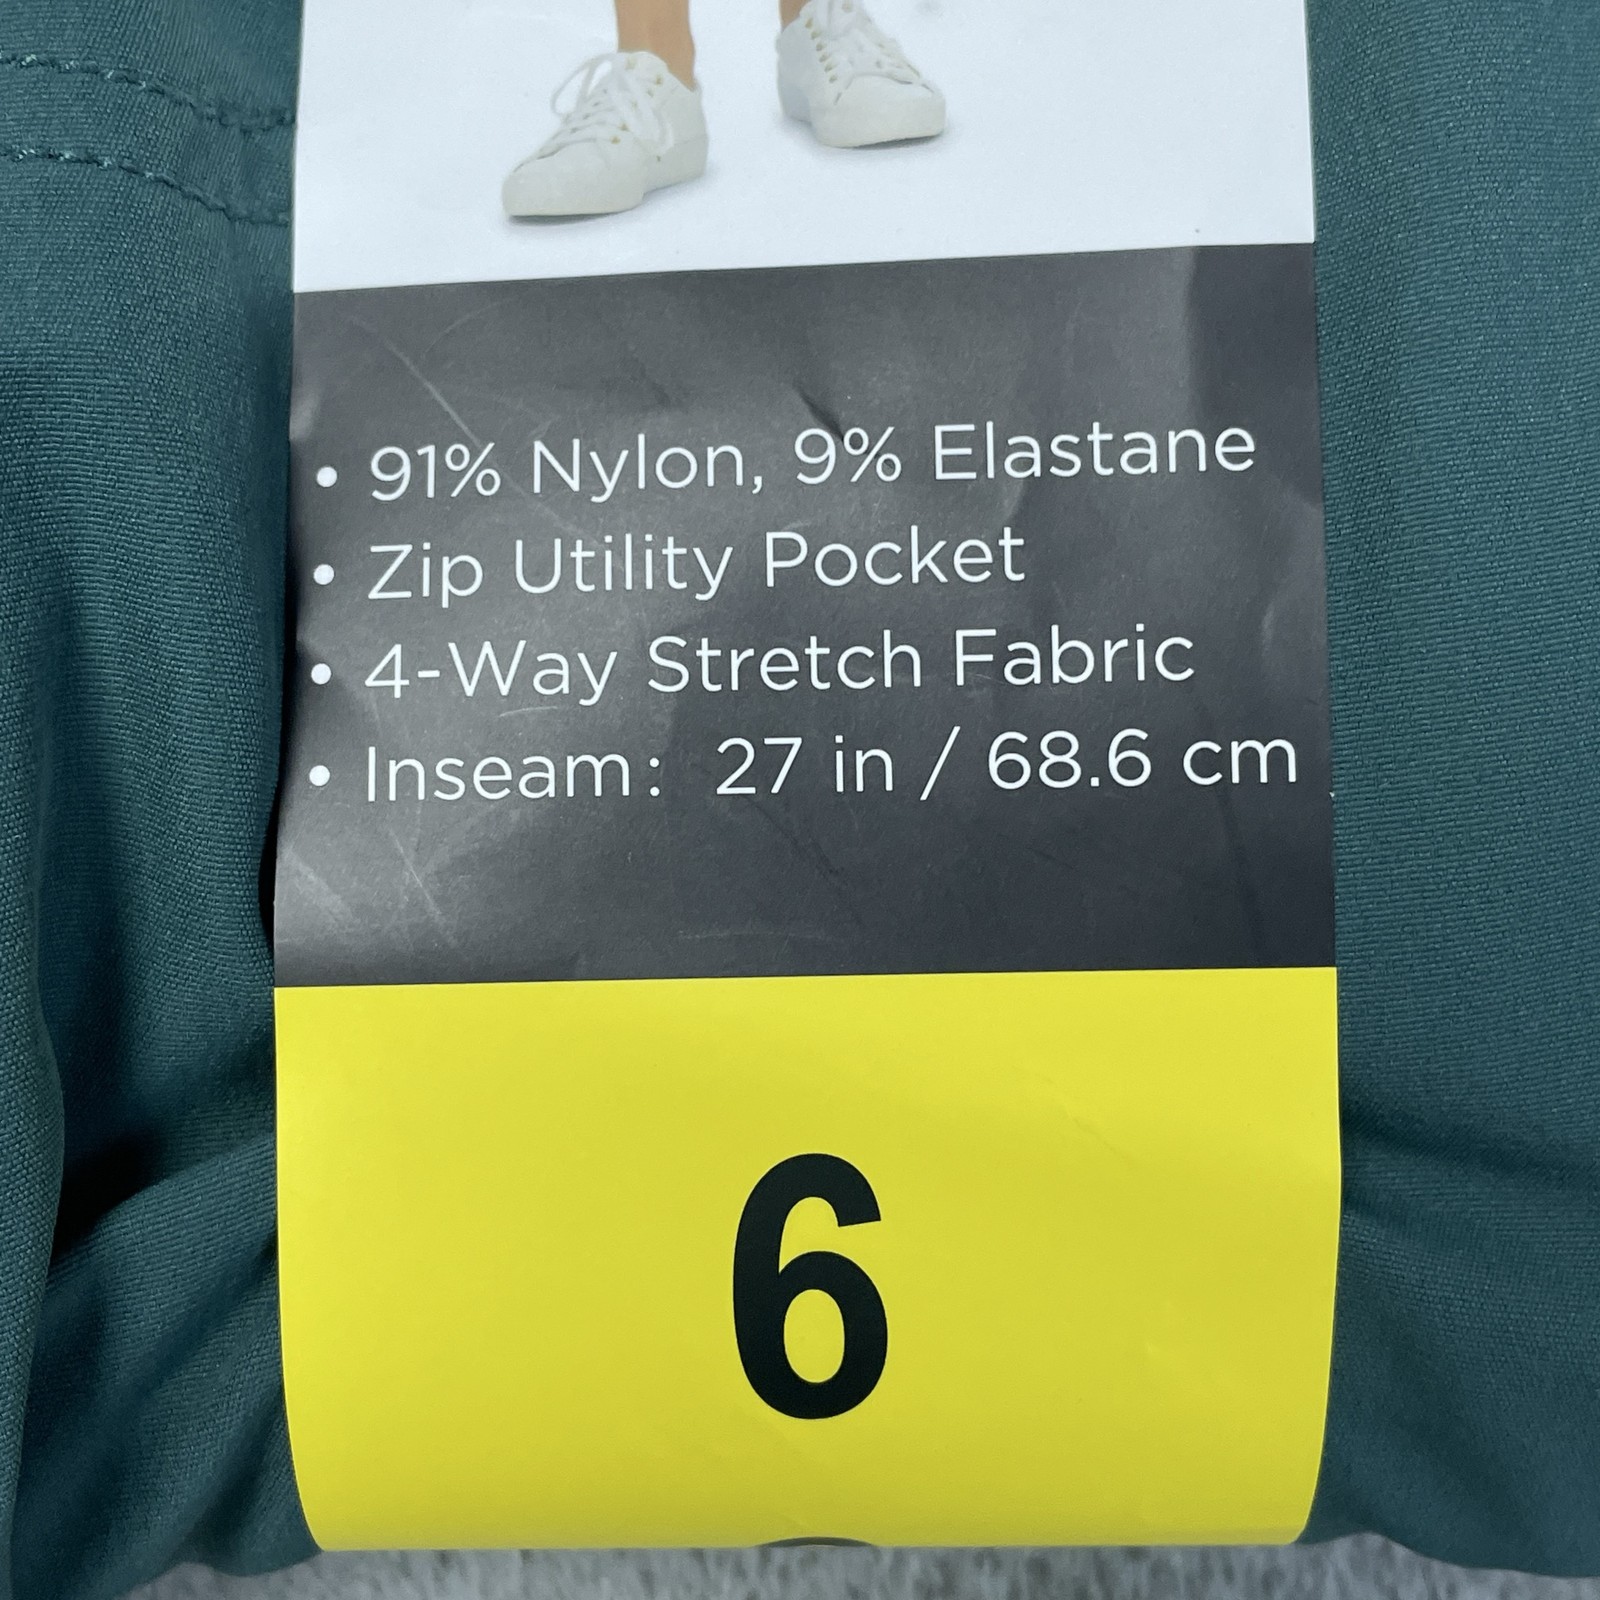 • 91% Nylon, 9% Elastane
• Zip Utility Pocket
• 4-Way Stretch Fabric
• Inseam: 27 in / 68.6 cm
6